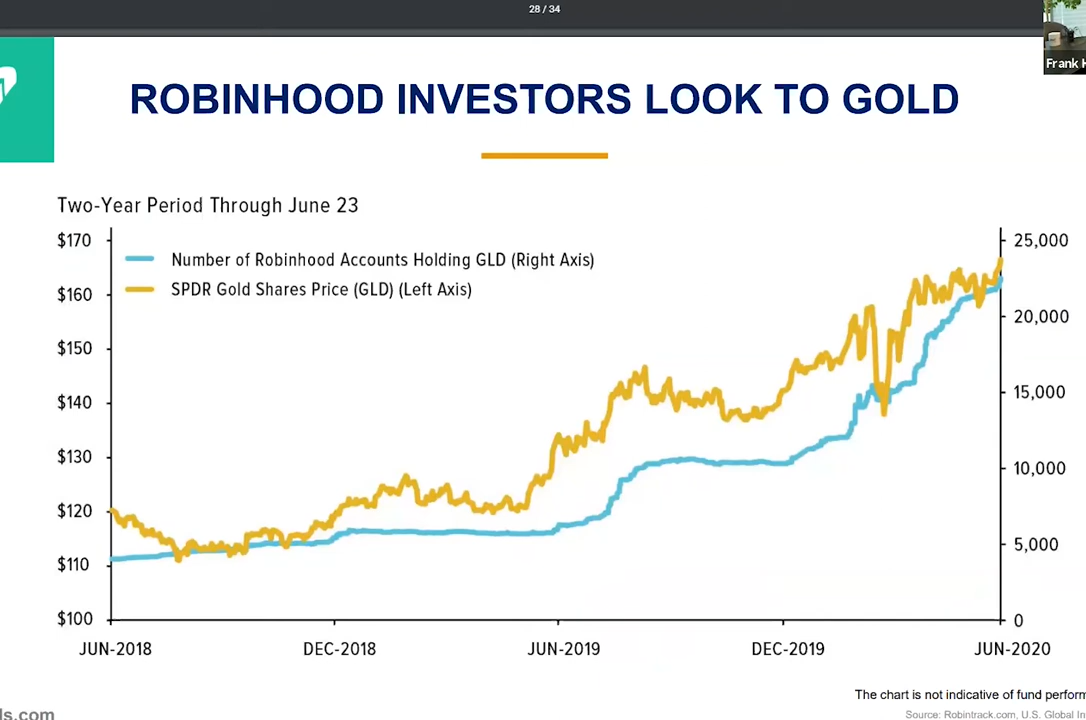 28 / 34
Frank
ROBINHOOD INVESTORS LOOK TO GOLD
Two-Year Period Through June 23
$170
$160
$150
$140
$130
$120
$110
$100
Number of Robinhood Accounts Holding GLD (Right Axis)
SPDR Gold Shares Price (GLD) (Left Axis)
25,000
20,000
15,000
10,000
5,000
0
JUN-2018 DEC-2018 JUN-2019 DEC-2019 JUN-2020
The chart is not indicative of fund perform
Source: Robintrack.com, U.S. Global In
ls.com